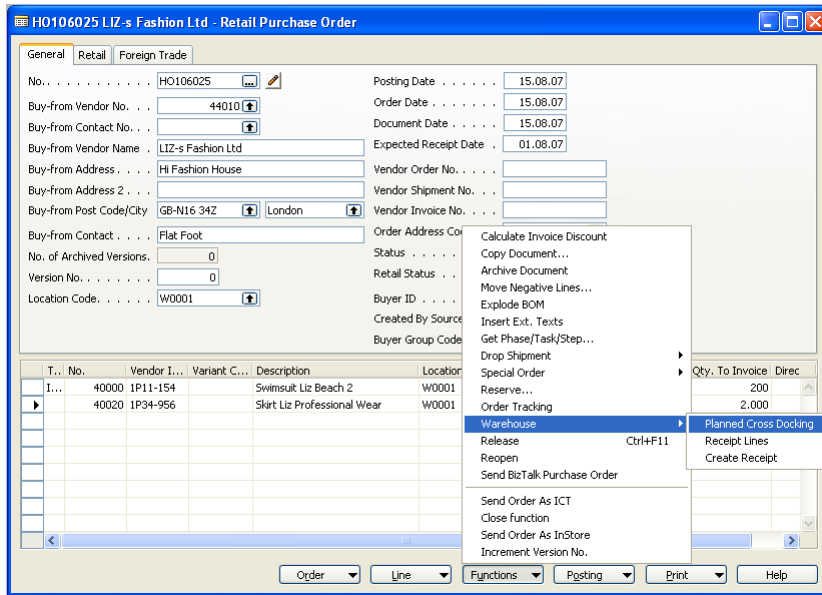 HO106025 LIZ-s Fashion Ltd - Retail Purchase Order
General Retail Foreign Trade
No. . . . . . . . . . . . HO106025 ... Posting Date . . . . . . 15.08.07
Buy-from Vendor No. . . . 44010 Order Date . . . . . . . 15.08.07
Buy-from Contact No. . . Document Date . . . . . 15.08.07
Buy-from Vendor Name . LIZ-s Fashion Ltd Expected Receipt Date . 01.08.07
Buy-from Address . . . . Hi Fashion House Vendor Order No. . . . .
Buy-from Address 2 . . . Vendor Shipment No. . .
Buy-from Post Code/City GB-N16 34Z London Vendor Invoice No. . . .
Buy-from Contact . . . . Flat Foot Order Address Co
No. of Archived Versions. 0 Status . . . . .
Version No. . . . . . . . 0 Retail Status . .
Location Code. . . . . . W0001 Buyer ID . . . .
Created By Source
Buyer Group Code
T.. No. Vendor I... Variant C... Description Location Qty. To Invoice Direc
I... 40000 1P11-154 Swimsuit Liz Beach 2 W0001 200
40020 1P34-956 Skirt Liz Professional Wear W0001 2.000
Calculate Invoice Discount
Copy Document...
Archive Document
Move Negative Lines...
Explode BOM
Insert Ext. Texts
Get Phase/Task/Step...
Drop Shipment
Special Order
Reserve...
Order Tracking
Warehouse
Release Ctrl+F11
Reopen
Send BizTalk Purchase Order
Send Order As ICT
Close function
Send Order As InStore
Increment Version No.
Planned Cross Docking
Receipt Lines
Create Receipt
Order Line Functions Posting Print Help